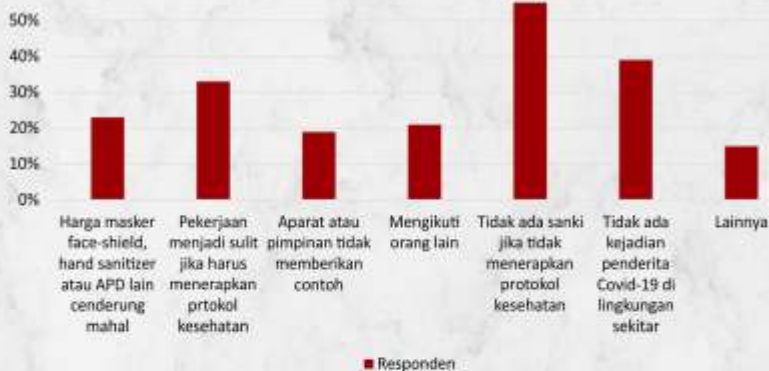 50%
40%
30%
20%
10%
0%
Harga masker
face-shield,
hand sanitizer
atau APD lain
cenderung
mahal
Pekerjaan
menjadi sulit
jika harus
menerapkan
prtokol
kesehatan
Aparat atau
pimpinan tidak
memberikan
contoh
Mengikuti
orang lain
Tidak ada sanki
jika tidak
menerapkan
protokol
kesehatan
Tidak ada
kejadian
penderita
Covid-19 di
lingkungan
sekitar
Lainnya
Responden